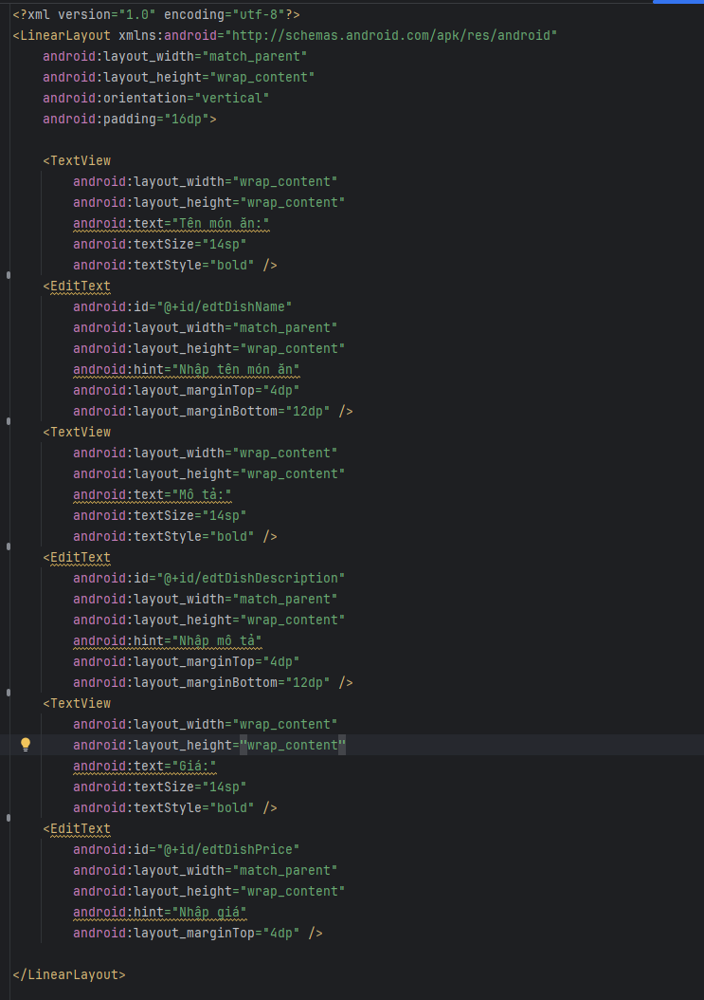 <?xml version="1.0" encoding="utf-8"?>
<LinearLayout xmlns:android="http://schemas.android.com/apk/res/android"
    android:layout_width="match_parent"
    android:layout_height="wrap_content"
    android:orientation="vertical"
    android:padding="16dp">

    <TextView
        android:layout_width="wrap_content"
        android:layout_height="wrap_content"
        android:text="Tên món ăn:"
        android:textSize="14sp"
        android:textStyle="bold" />
    <EditText
        android:id="@+id/edtDishName"
        android:layout_width="match_parent"
        android:layout_height="wrap_content"
        android:hint="Nhập tên món ăn"
        android:layout_marginTop="4dp"
        android:layout_marginBottom="12dp" />
    <TextView
        android:layout_width="wrap_content"
        android:layout_height="wrap_content"
        android:text="Mô tả:"
        android:textSize="14sp"
        android:textStyle="bold" />
    <EditText
        android:id="@+id/edtDishDescription"
        android:layout_width="match_parent"
        android:layout_height="wrap_content"
        android:hint="Nhập mô tả"
        android:layout_marginTop="4dp"
        android:layout_marginBottom="12dp" />
    <TextView
        android:layout_width="wrap_content"
        android:layout_height="wrap_content"
        android:text="Giá:"
        android:textSize="14sp"
        android:textStyle="bold" />
    <EditText
        android:id="@+id/edtDishPrice"
        android:layout_width="match_parent"
        android:layout_height="wrap_content"
        android:hint="Nhập giá"
        android:layout_marginTop="4dp" />

</LinearLayout>